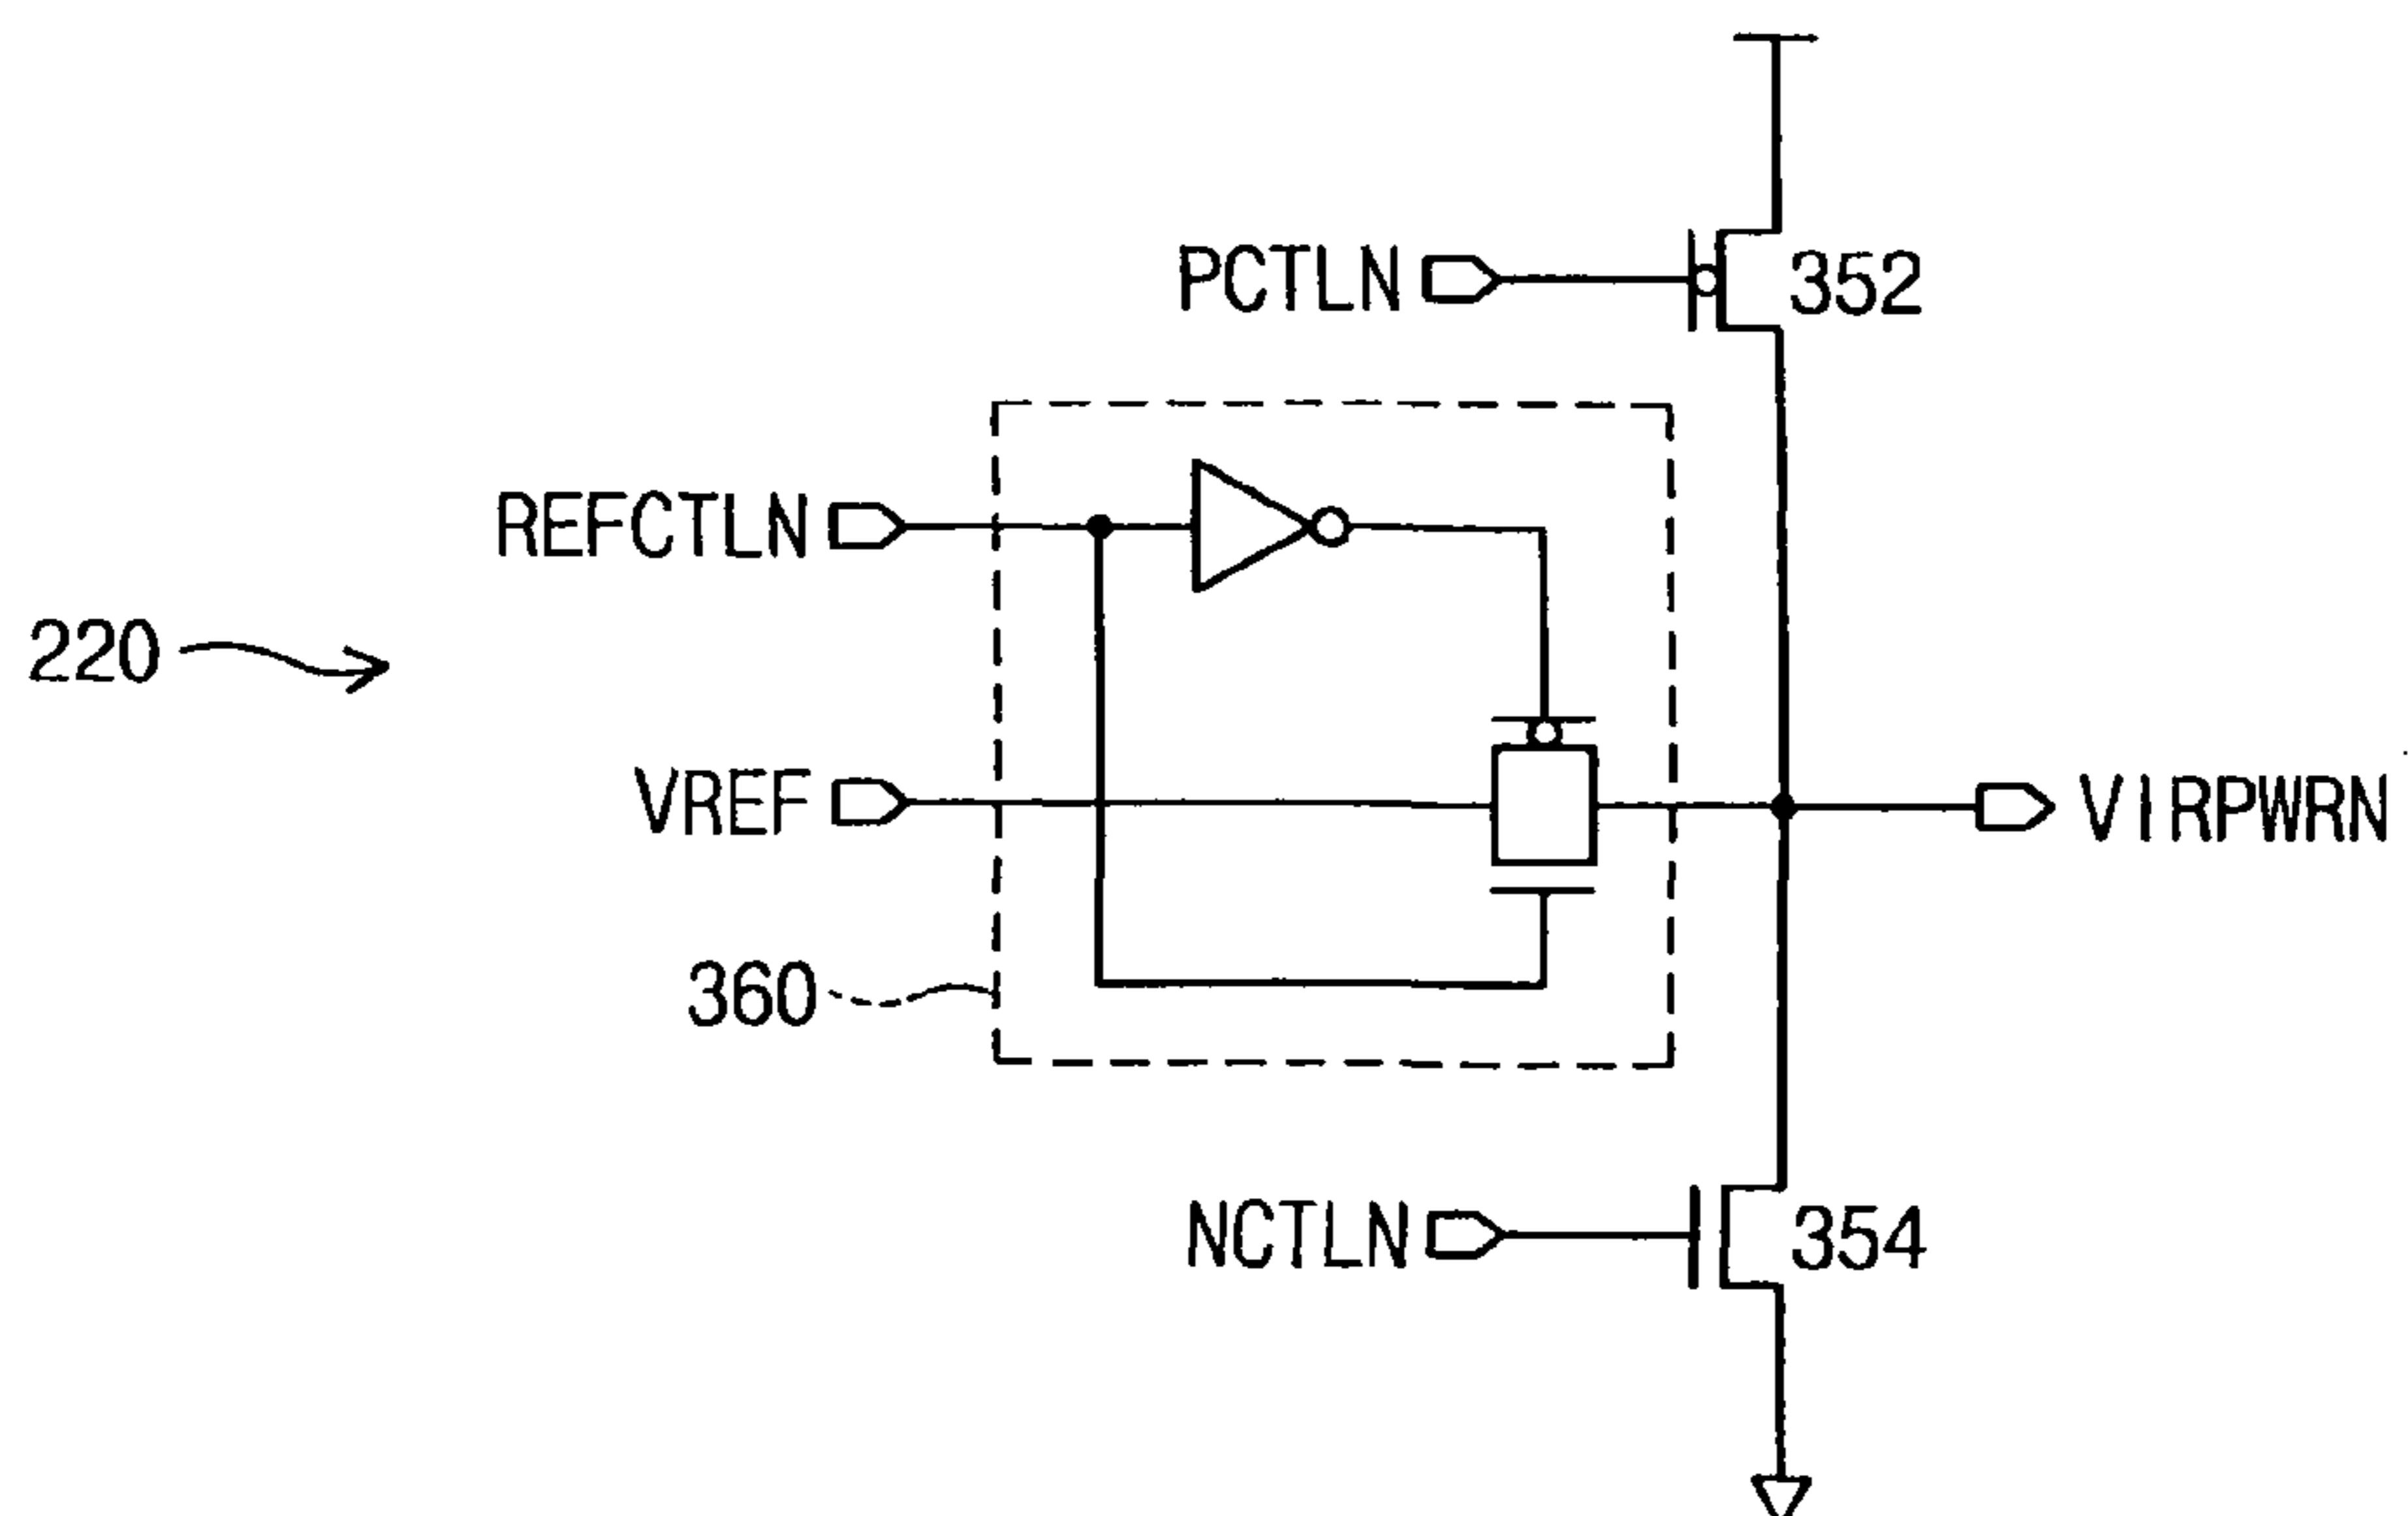 PCTLN
352
REFCTLN
220
VREF
VIRPWRN
360
NCTLN
354